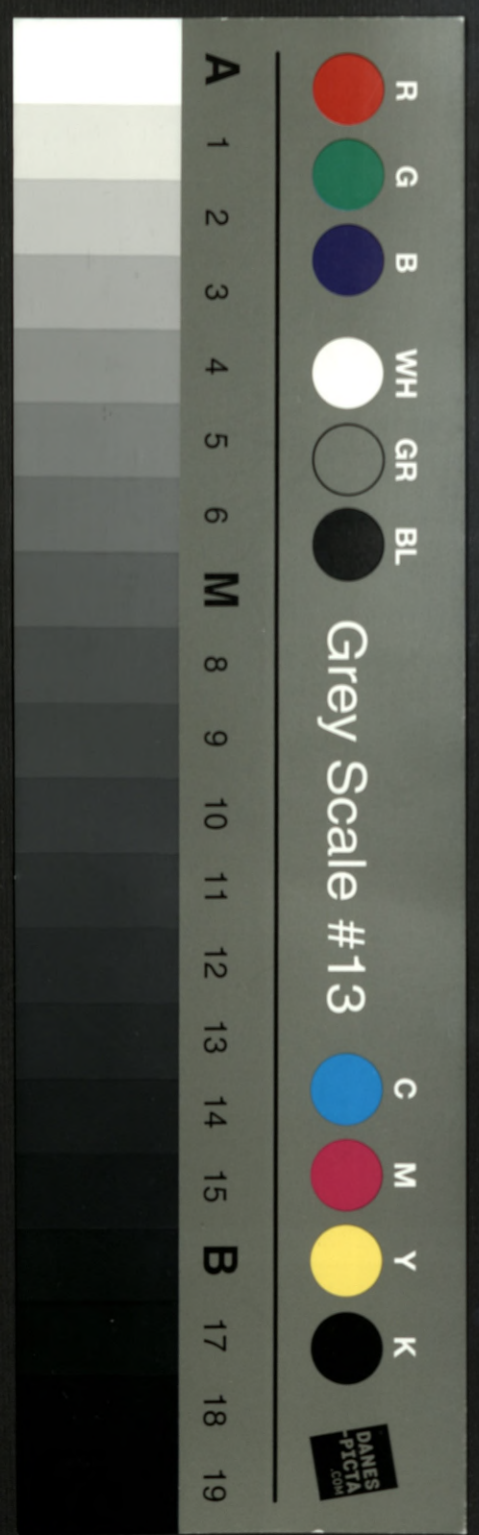 R G B WH GR BL C M Y K
Grey Scale #13
DANES
-PICTA
.COM
A 1 2 3 4 5 6 M 8 9 10 11 12 13 14 15 B 17 18 19